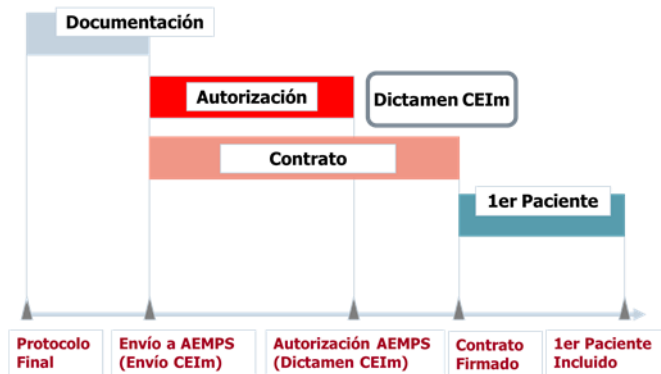 Documentación
Autorización
Dictamen CEIm
Contrato
1er Paciente
Protocolo
Final
Envío a AEMPS
(Envío CEIm)
Autorización AEMPS
(Dictamen CEIm)
Contrato
Firmado
1er Paciente
Incluido